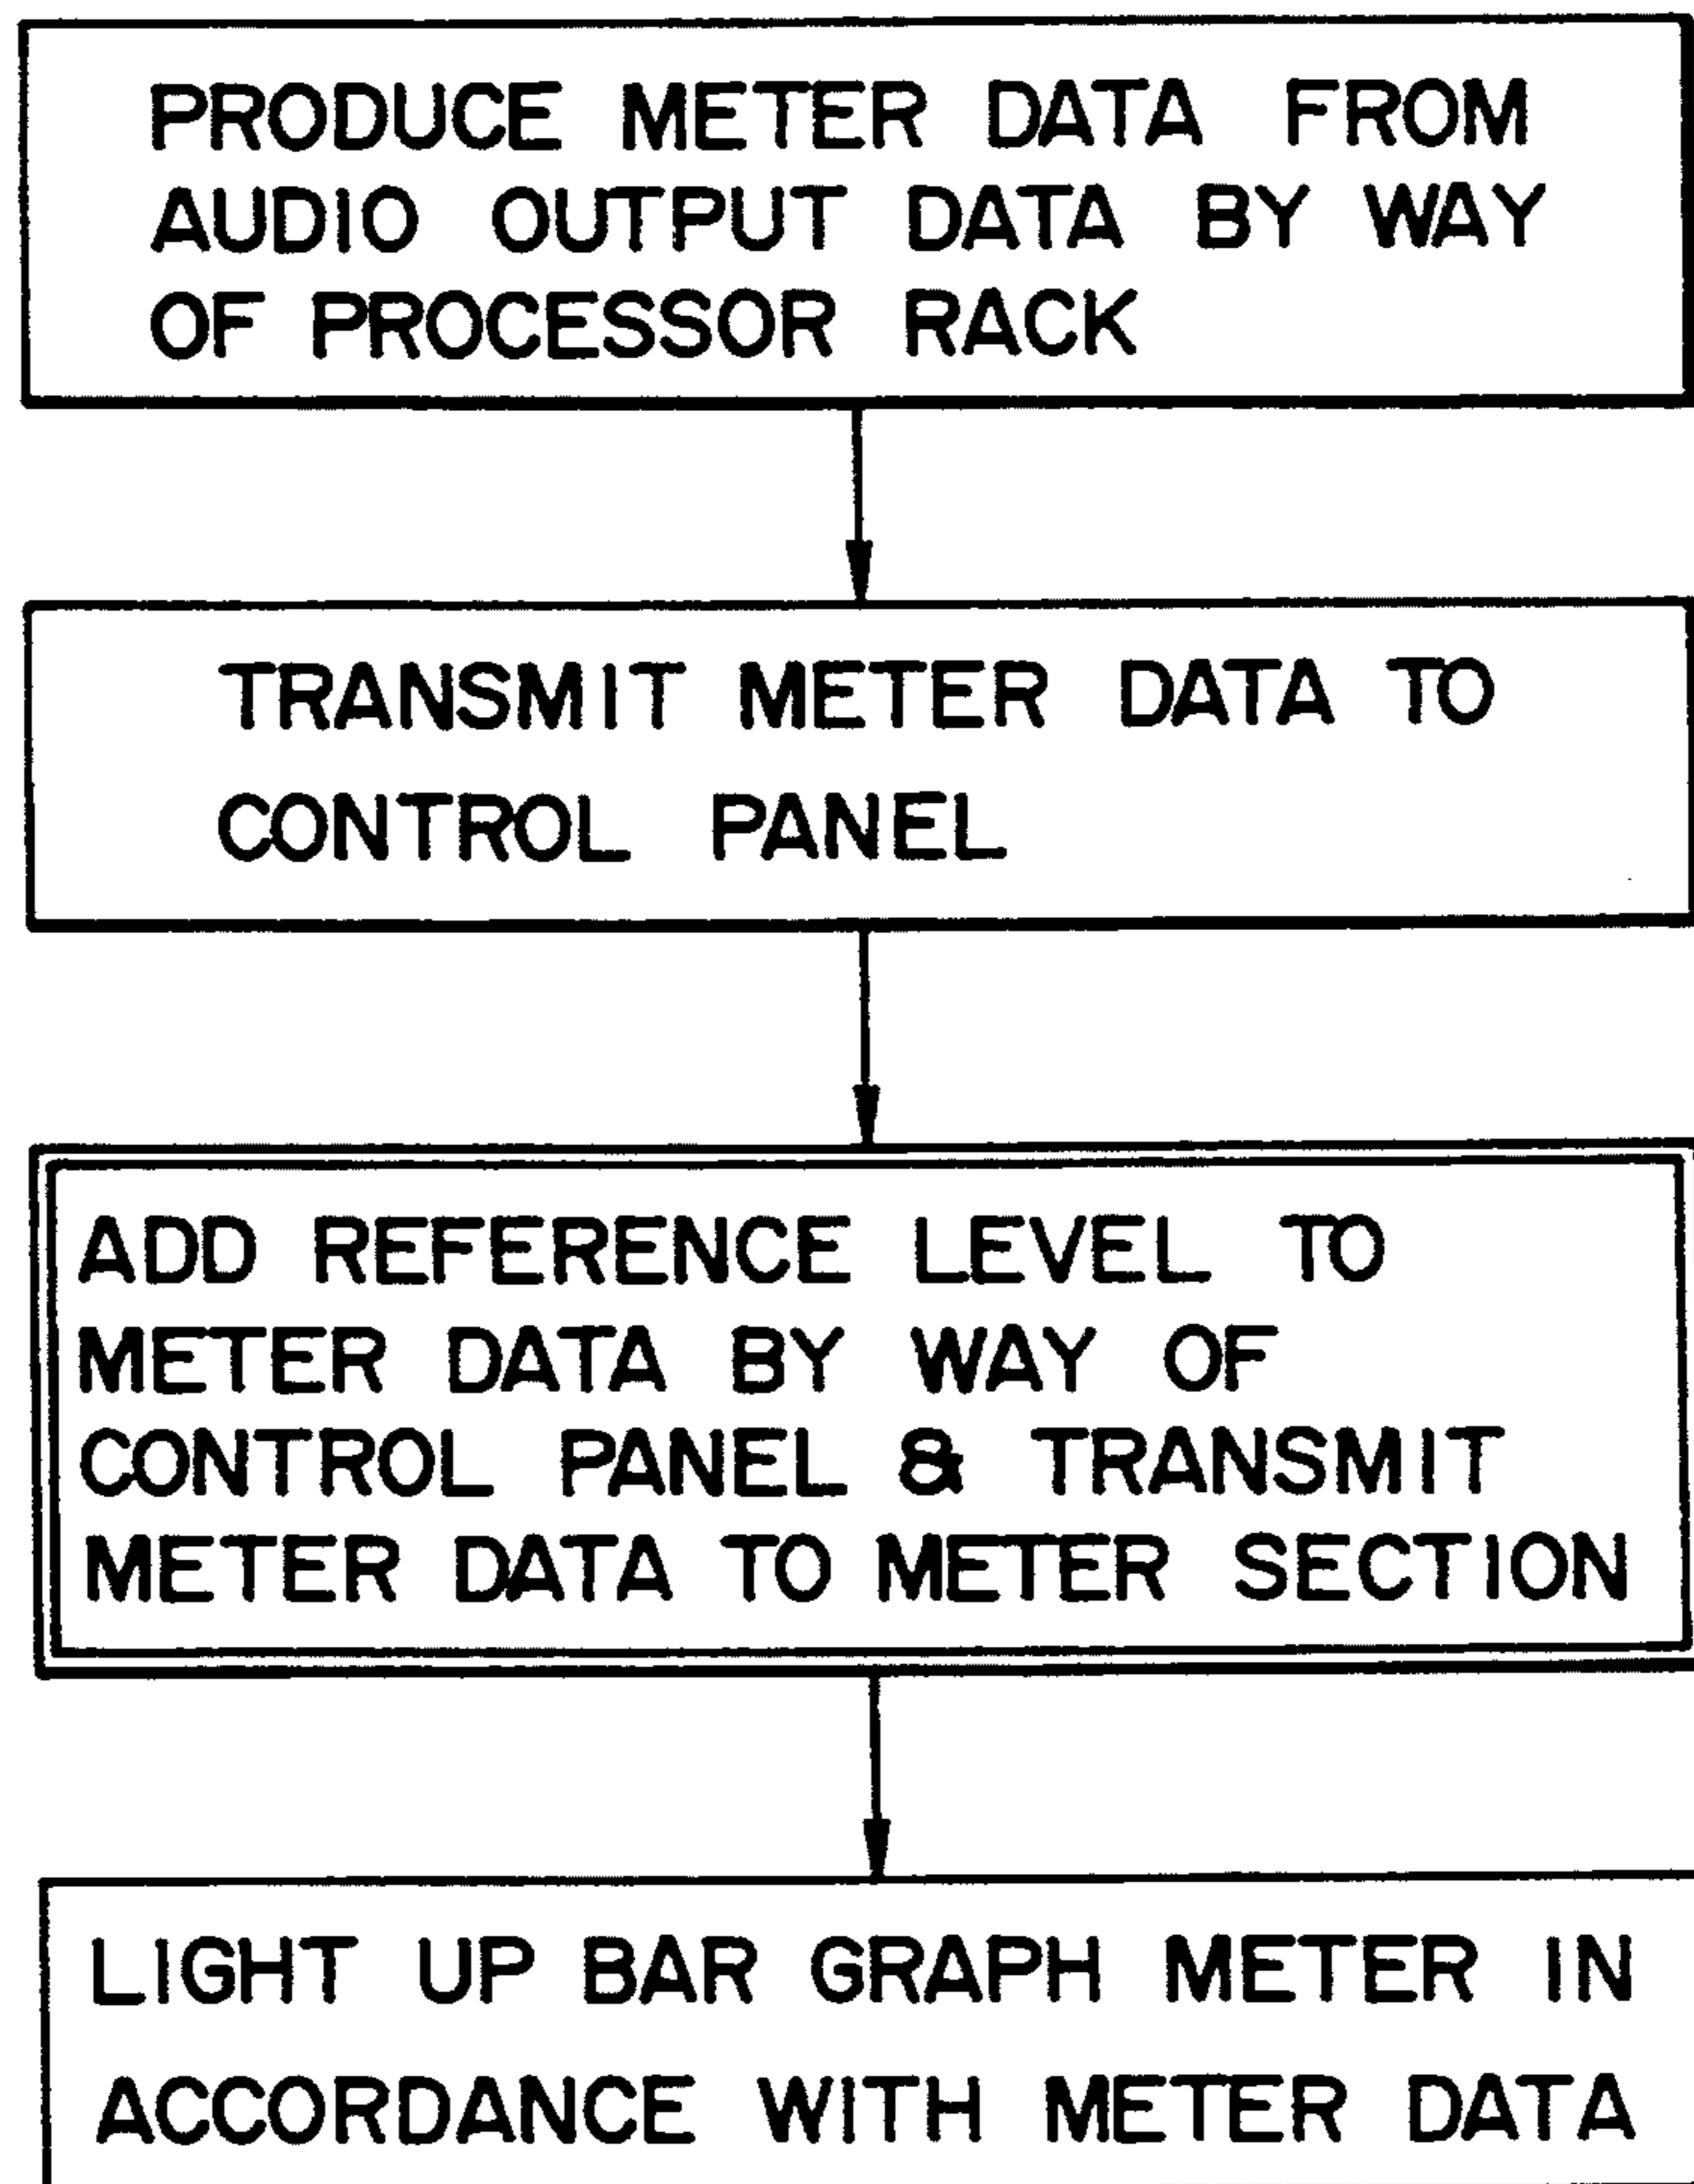 PRODUCE METER DATA FROM
AUDIO OUTPUT DATA BY WAY
OF PROCESSOR RACK
TRANSMIT METER DATA TO
CONTROL PANEL
ADD REFERENCE LEVEL TO
METER DATA BY WAY OF
CONTROL PANEL & TRANSMIT
METER DATA TO METER SECTION
LIGHT UP BAR GRAPH METER IN
ACCORDANCE WITH METER DATA